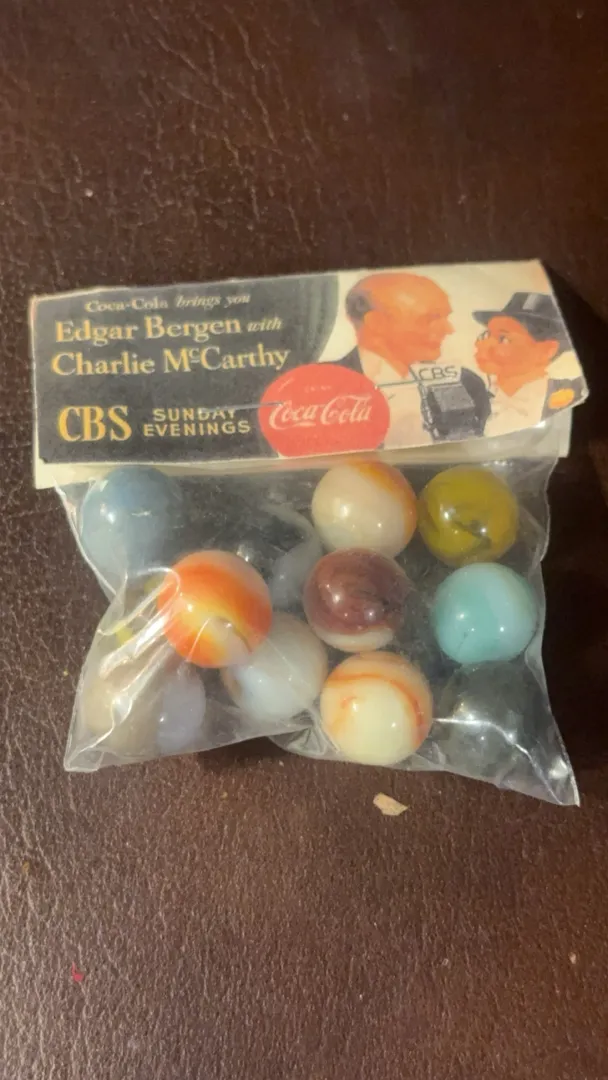 Coca-Cola brings you
Edgar Bergen with
Charlie McCarthy
CBS SUNDAY EVENINGS
Coca-Cola
CBS